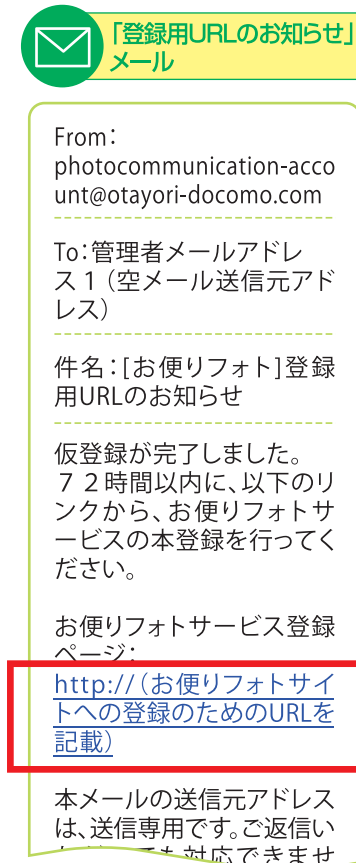 「登録用URLのお知らせ」
メール
From：
photocommunication-acco
unt@otayori-docomo.com
To：管理者メールアドレ
ス１（空メール送信元アド
レス）
件名：[お便りフォト]登録
用URLのお知らせ
仮登録が完了しました。
７２時間以内に、以下のリ
ンクから、お便りフォトサ
ービスの本登録を行ってく
ださい。
お便りフォトサービス登録
ページ：
http://（お便りフォトサイ
トへの登録のためのURLを
記載）
本メールの送信元アドレス
は、送信専用です。ご返信い
ても対応できませ